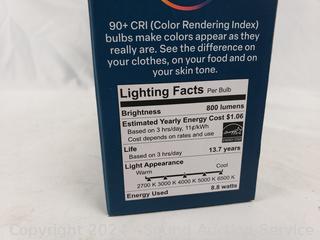 90+ CRI (Color Rendering Index)
bulbs make colors appear as they
really are. See the difference on
your clothes, on your food and on
your skin tone.
Lighting Facts Per Bulb
Brightness 800 lumens
Estimated Yearly Energy Cost $1.06
Based on 3 hrs/day, 11¢/kWh
Cost depends on rates and use
Life 13.7 years
Based on 3 hrs/day
Light Appearance
Warm Cool
2700 K 3000 K 4000 K 5000 K 6500 K
Energy Used 8.8 watts